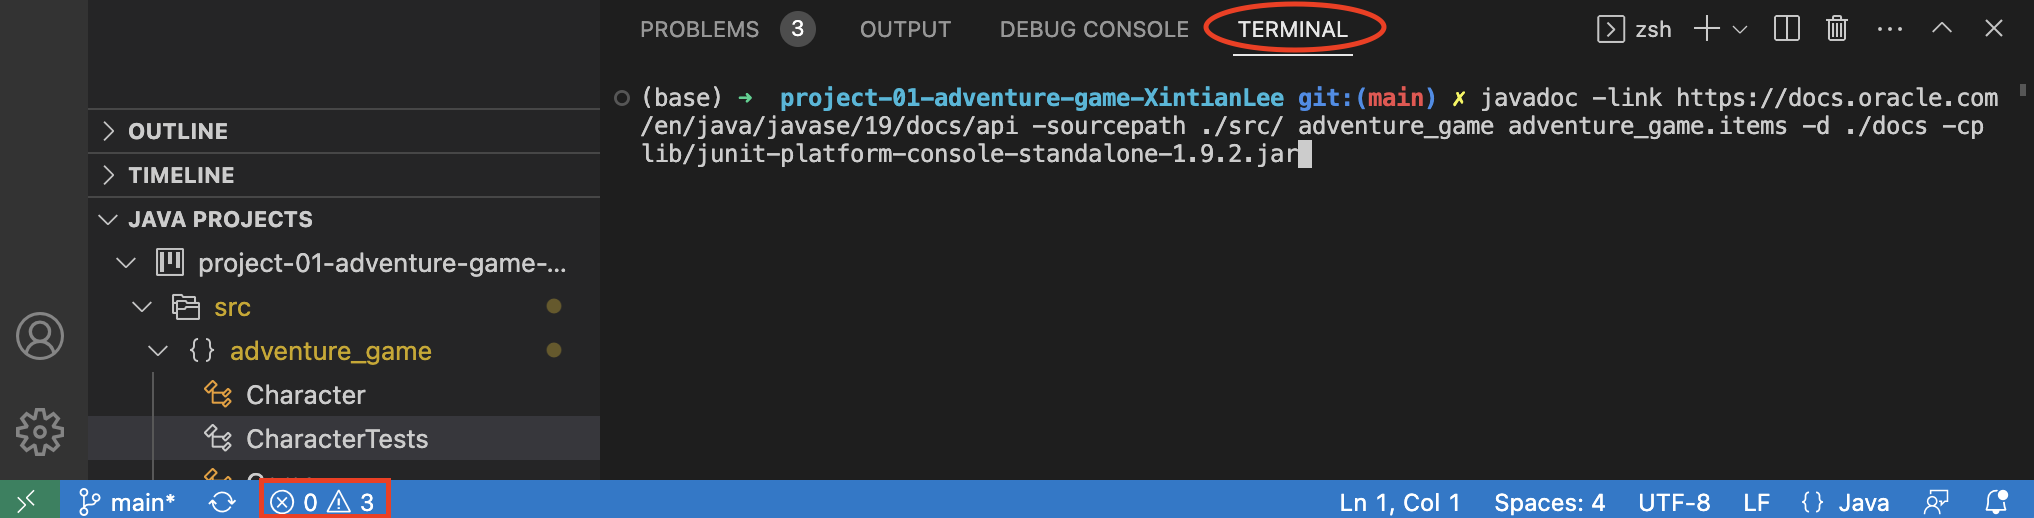 PROBLEMS 3 OUTPUT DEBUG CONSOLE TERMINAL zsh
(base) ➜ project-01-adventure-game-XintianLee git:(main) ✗ javadoc -link https://docs.oracle.com
/en/java/javase/19/docs/api -sourcepath ./src/ adventure_game adventure_game.items -d ./docs -cp
lib/junit-platform-console-standalone-1.9.2.jar
OUTLINE
TIMELINE
JAVA PROJECTS
project-01-adventure-game-...
src
{} adventure_game
Character
CharacterTests
main* 0 3 Ln 1, Col 1 Spaces: 4 UTF-8 LF {} Java